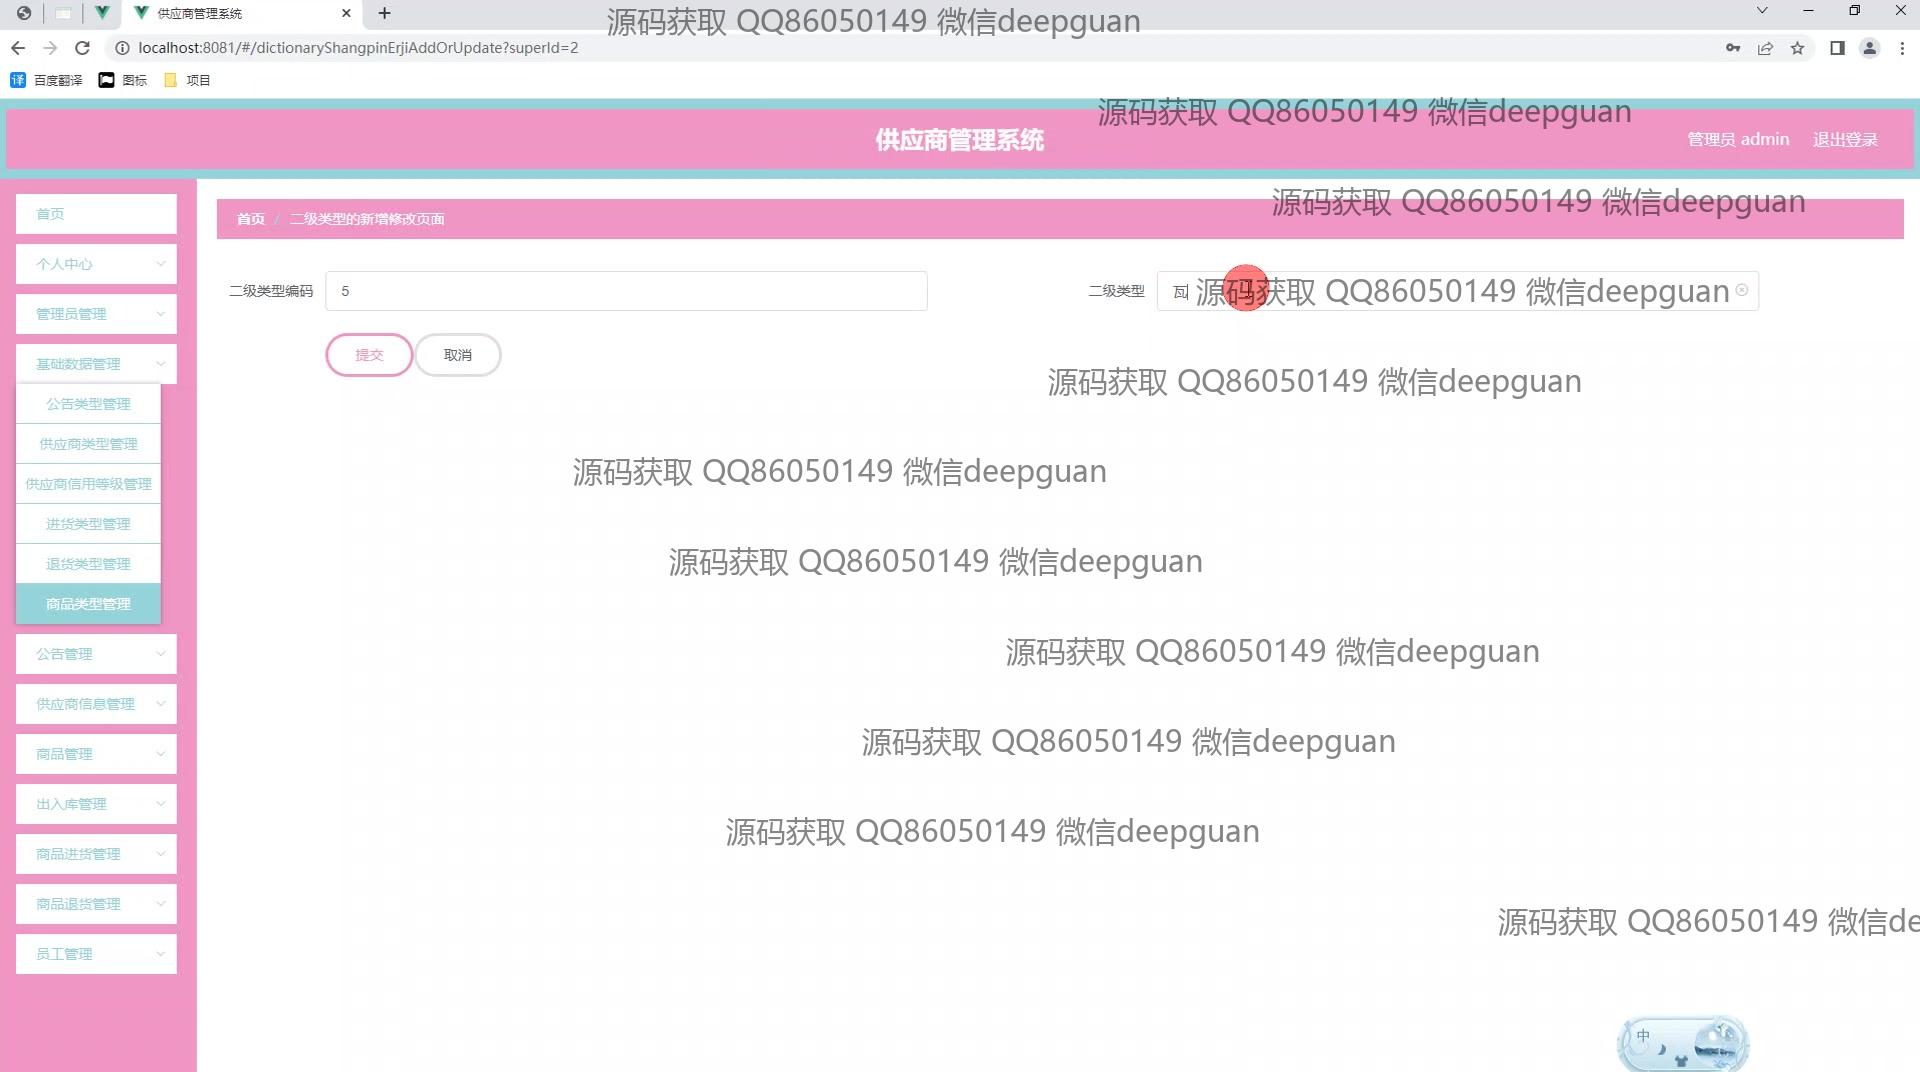 供应商管理系统
源码获取 QQ86050149 微信deepguan
localhost:8081/#/dictionaryShangpinErjiAddOrUpdate?superId=2
百度翻译 图标 项目
源码获取 QQ86050149 微信deepguan
供应商管理系统
管理员 admin 退出登录
源码获取 QQ86050149 微信deepguan
首页
首页 / 二级类型的新增修改页面
个人中心
二级类型编码 5 二级类型 瓦
源码获取 QQ86050149 微信deepguan
管理员管理
提交 取消
基础数据管理
源码获取 QQ86050149 微信deepguan
公告类型管理
供应商类型管理
源码获取 QQ86050149 微信deepguan
供应商信用等级管理
进货类型管理
源码获取 QQ86050149 微信deepguan
退货类型管理
商品类型管理
公告管理
源码获取 QQ86050149 微信deepguan
供应商信息管理
源码获取 QQ86050149 微信deepguan
商品管理
出入库管理
源码获取 QQ86050149 微信deepguan
商品进货管理
商品退货管理
源码获取 QQ86050149 微信de
员工管理
中